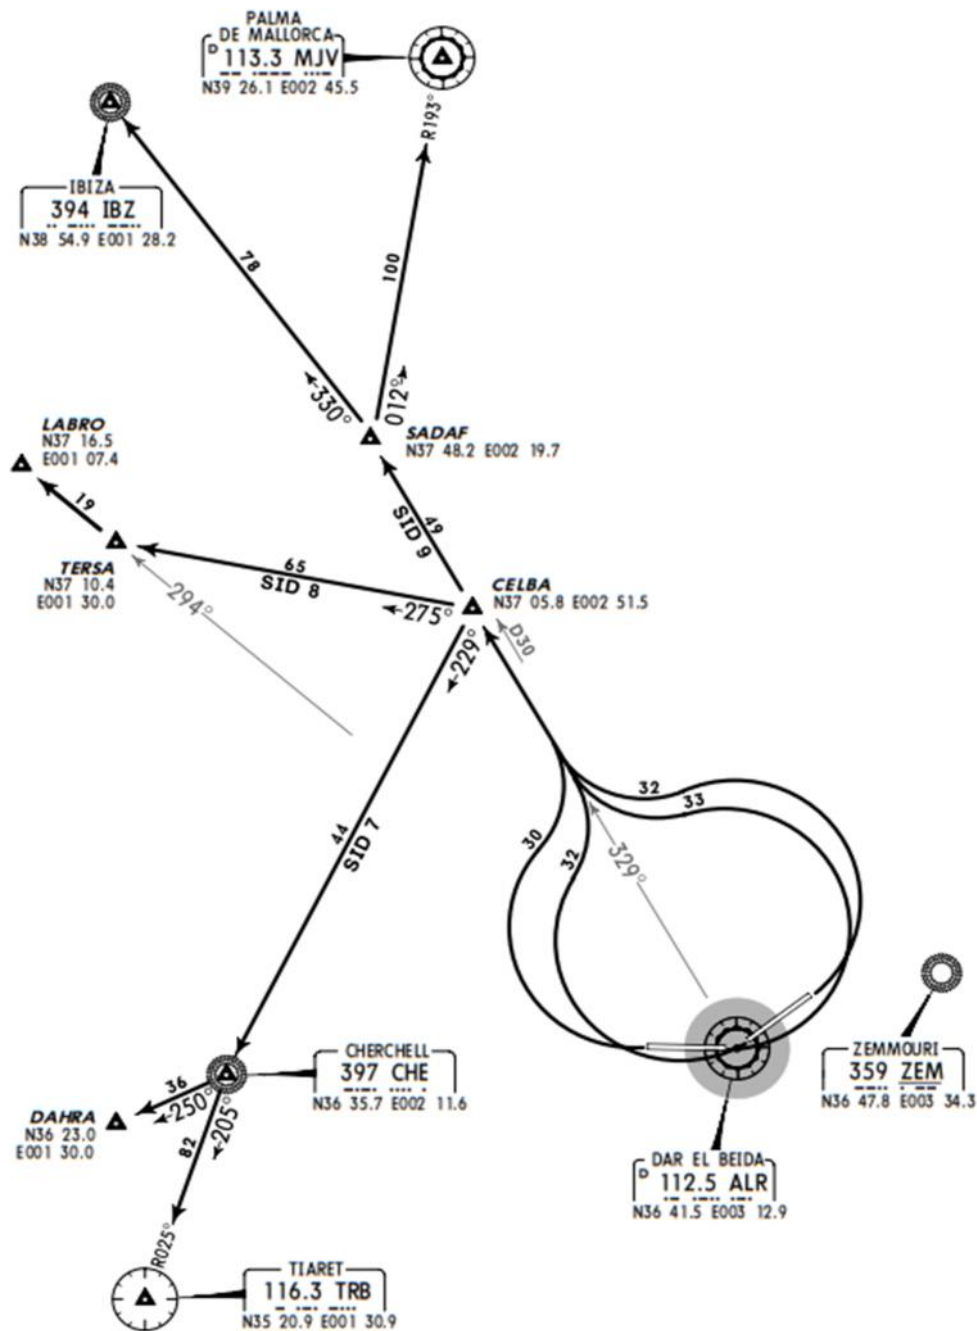 PALMA
DE MALLORCA
D 113.3 MJV
N39 26.1 E002 45.5
R193°
IBIZA
394 IBZ
N38 54.9 E001 28.2
78
100
330°
012°
LABRO
N37 16.5
E001 07.4
SADAF
N37 48.2 E002 19.7
19
49
SID 9
TERSA
N37 10.4
E001 30.0
65
SID 8
CELBA
N37 05.8 E002 51.5
275°
294°
D30
229°
32
33
44
SID 7
30
32
329°
CHERCHELL
397 CHE
N36 35.7 E002 11.6
ZEMMOURI
359 ZEM
N36 47.8 E003 34.3
36
250°
DAHRA
N36 23.0
E001 30.0
205°
82
DAR EL BEIDA
D 112.5 ALR
N36 41.5 E003 12.9
R025°
TIARET
116.3 TRB
N35 20.9 E001 30.9